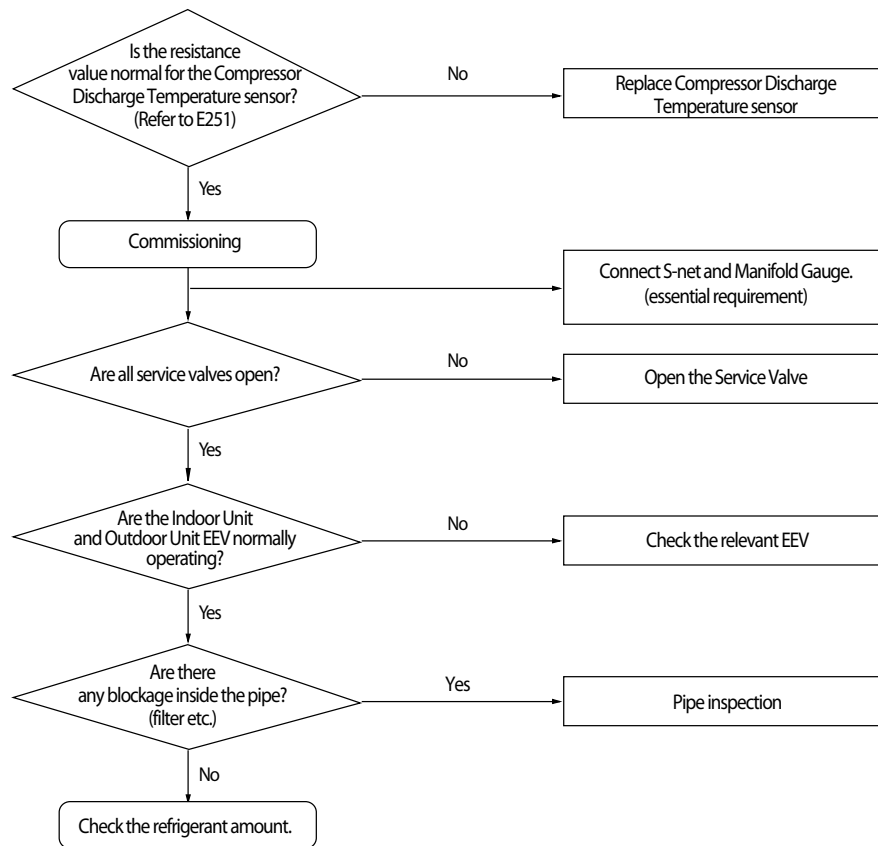 Is the resistance
value normal for the Compressor
Discharge Temperature sensor?
(Refer to E251)
No
Replace Compressor Discharge
Temperature sensor
Yes
Commissioning
Connect S-net and Manifold Gauge.
(essential requirement)
Are all service valves open?
No
Open the Service Valve
Yes
Are the Indoor Unit
and Outdoor Unit EEV normally
operating?
No
Check the relevant EEV
Yes
Are there
any blockage inside the pipe?
(filter etc.)
Yes
Pipe inspection
No
Check the refrigerant amount.